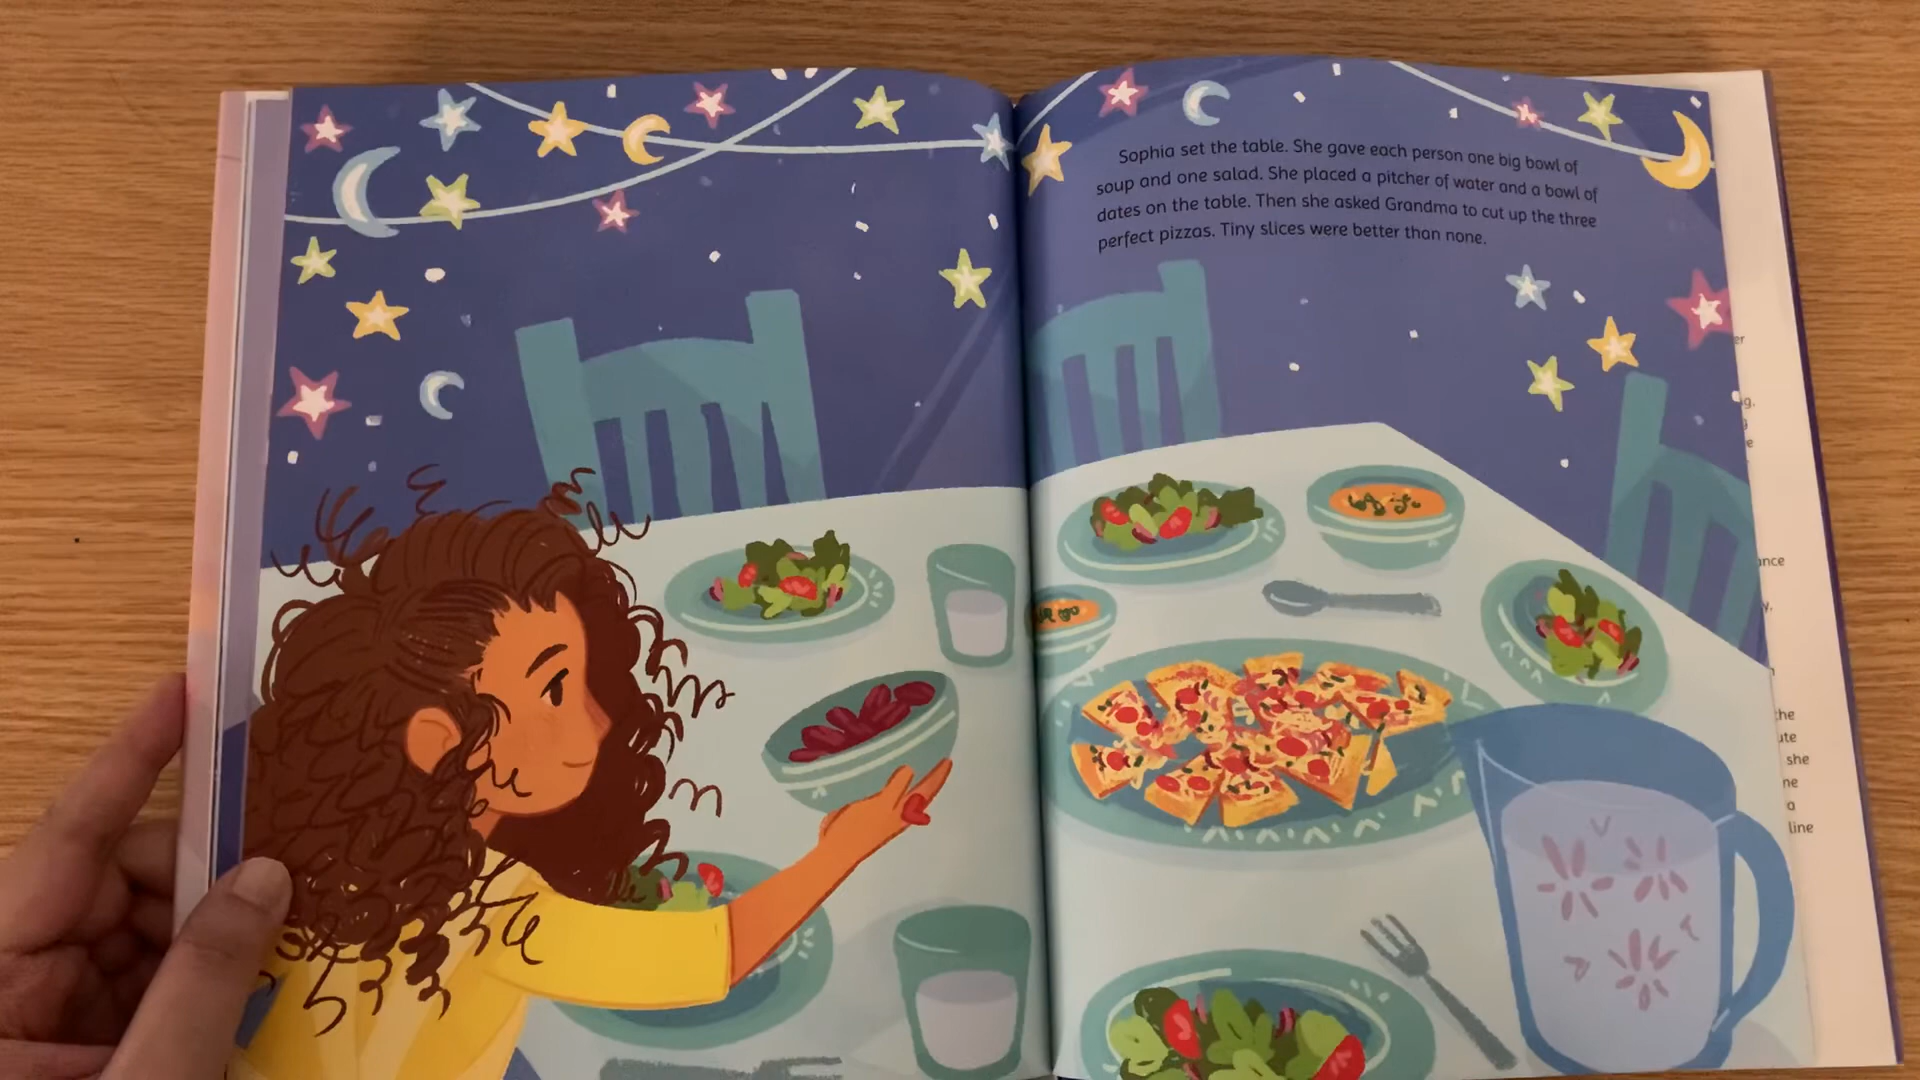 Sophia set the table. She gave each person one big bowl of
soup and one salad. She placed a pitcher of water and a bowl of
dates on the table. Then she asked Grandma to cut up the three
perfect pizzas. Tiny slices were better than none.
she
a
line